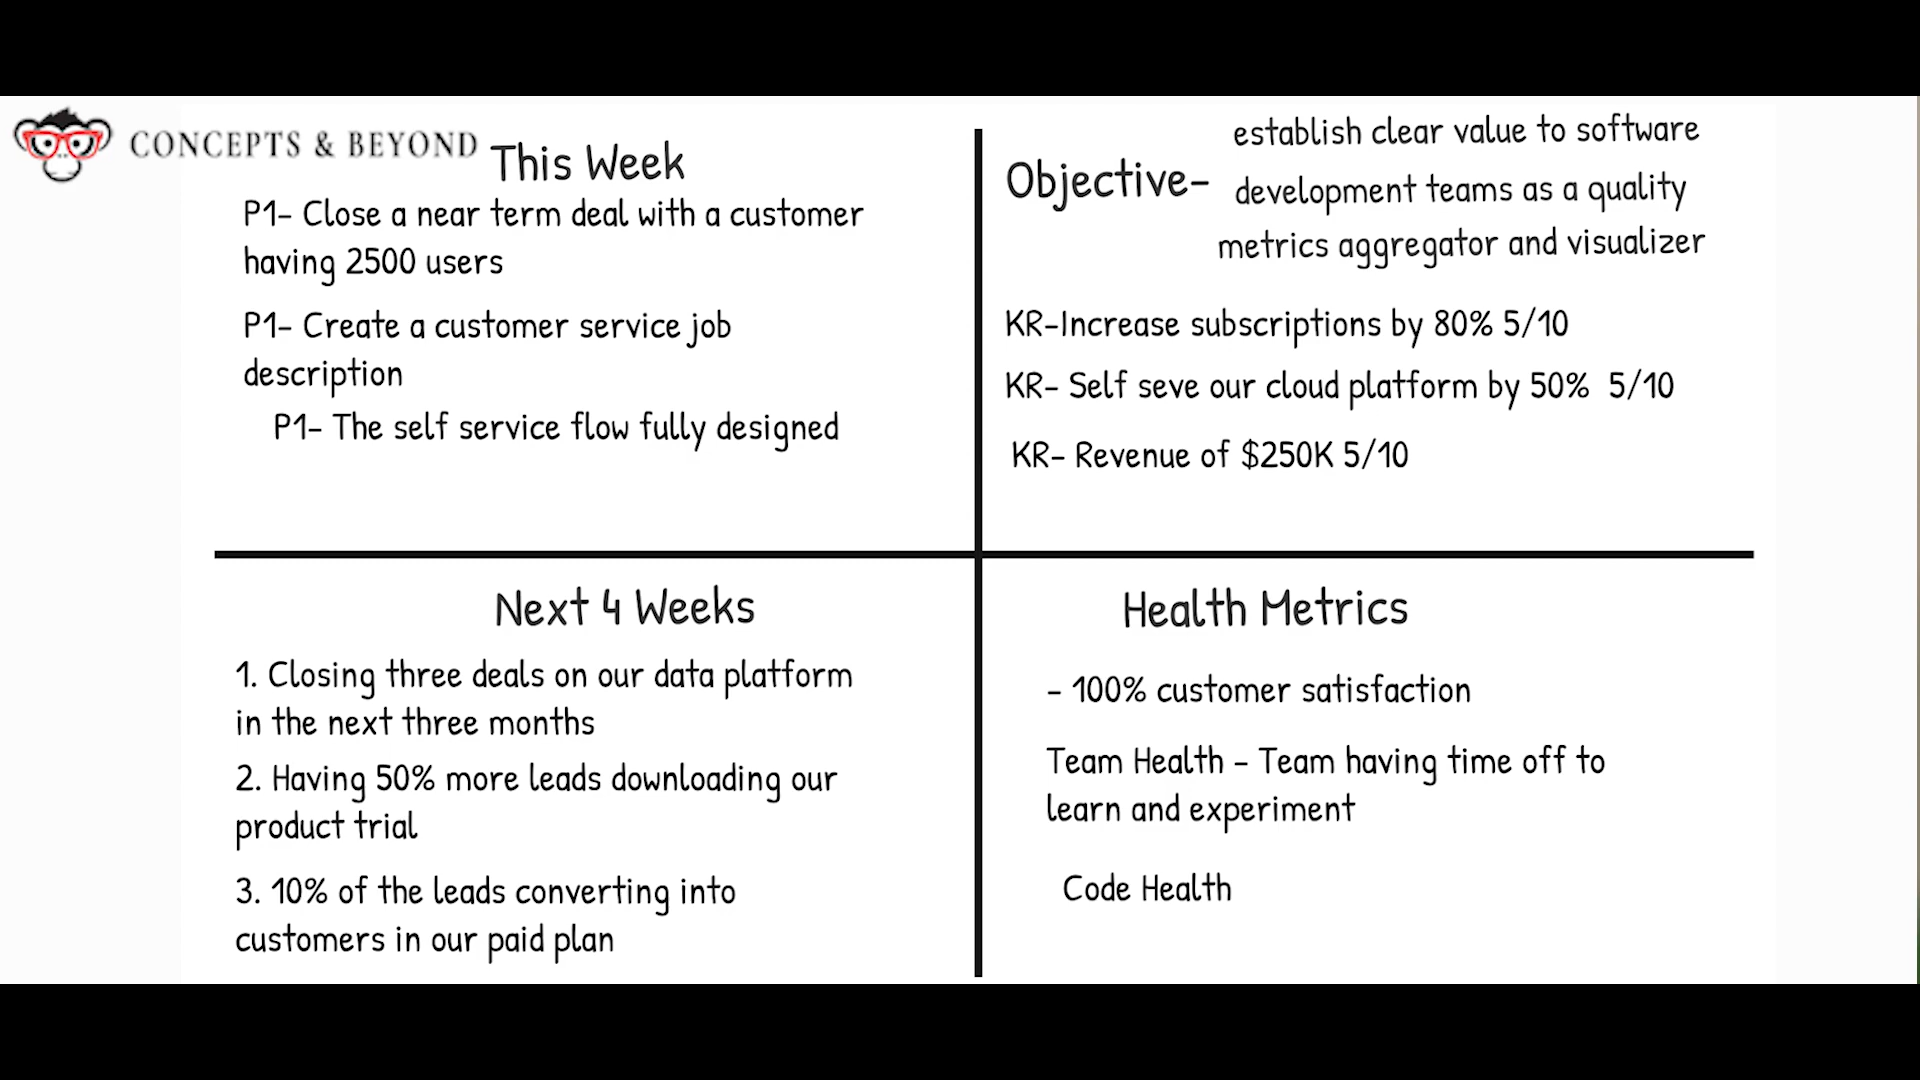 CONCEPTS & BEYOND
This Week
P1- Close a near term deal with a customer
having 2500 users
P1- Create a customer service job
description
P1- The self service flow fully designed
Objective-
establish clear value to software
development teams as a quality
metrics aggregator and visualizer
KR-Increase subscriptions by 80% 5/10
KR- Self seve our cloud platform by 50% 5/10
KR- Revenue of $250K 5/10
Next 4 Weeks
1. Closing three deals on our data platform
in the next three months
2. Having 50% more leads downloading our
product trial
3. 10% of the leads converting into
customers in our paid plan
Health Metrics
- 100% customer satisfaction
Team Health - Team having time off to
learn and experiment
Code Health